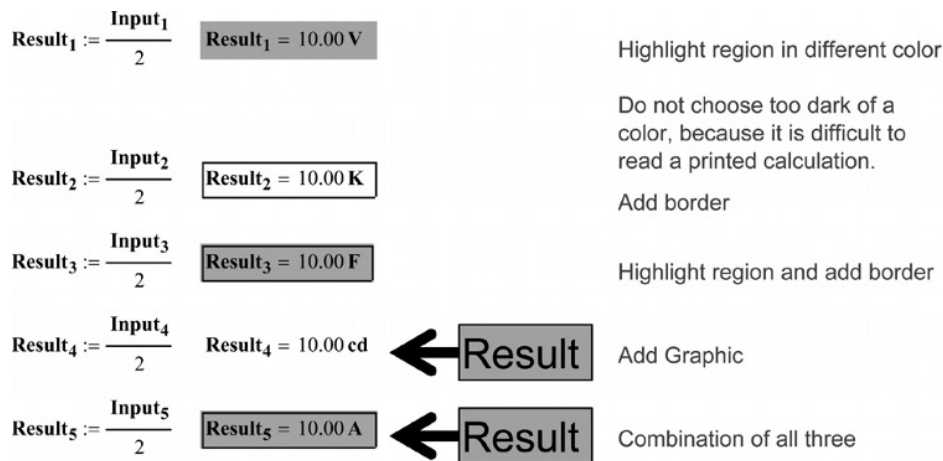 Result₁ := Input₁ / 2 Result₁ = 10.00 V Highlight region in different color
Do not choose too dark of a
color, because it is difficult to
read a printed calculation.
Result₂ := Input₂ / 2 Result₂ = 10.00 K Add border
Result₃ := Input₃ / 2 Result₃ = 10.00 F Highlight region and add border
Result₄ := Input₄ / 2 Result₄ = 10.00 cd Result Add Graphic
Result₅ := Input₅ / 2 Result₅ = 10.00 A Result Combination of all three